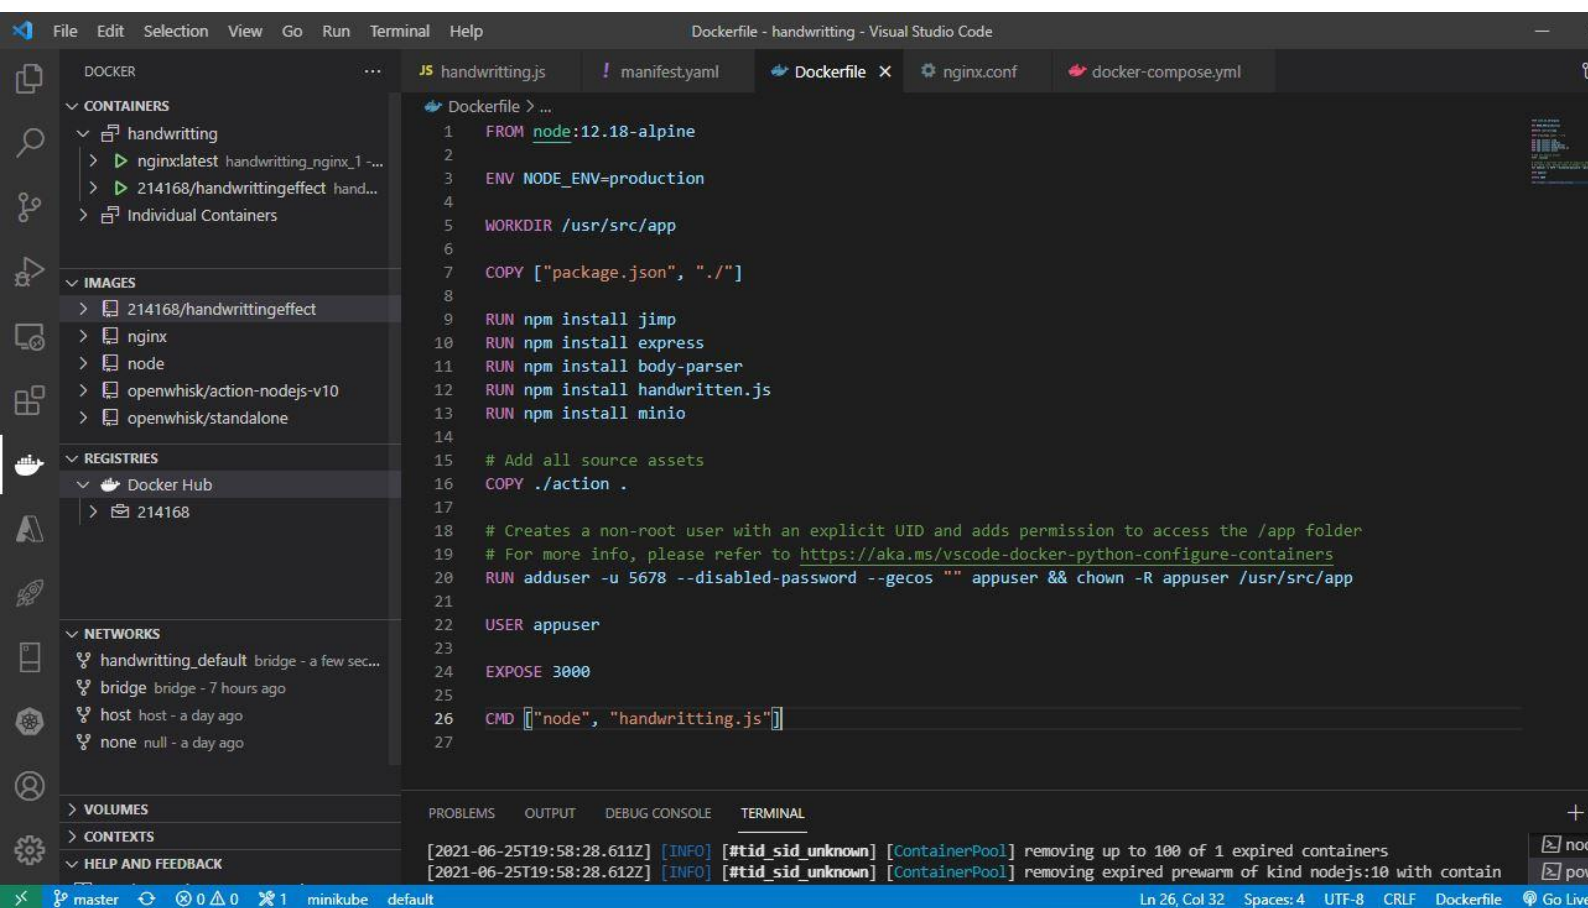 File Edit Selection View Go Run Terminal Help Dockerfile - handwritting - Visual Studio Code
DOCKER ...
JS handwritting.js ! manifest.yaml Dockerfile nginx.conf docker-compose.yml
Dockerfile > ...
CONTAINERS
handwritting
nginx:latest handwritting_nginx_1 -...
214168/handwrittingeffect hand...
Individual Containers
IMAGES
214168/handwrittingeffect
nginx
node
openwhisk/action-nodejs-v10
openwhisk/standalone
REGISTRIES
Docker Hub
214168
NETWORKS
handwritting_default bridge - a few sec...
bridge bridge - 7 hours ago
host host - a day ago
none null - a day ago
VOLUMES
CONTEXTS
HELP AND FEEDBACK
1 FROM node:12.18-alpine
2
3 ENV NODE_ENV=production
4
5 WORKDIR /usr/src/app
6
7 COPY ["package.json", "./"]
8
9 RUN npm install jimp
10 RUN npm install express
11 RUN npm install body-parser
12 RUN npm install handwritten.js
13 RUN npm install minio
14
15 # Add all source assets
16 COPY ./action .
17
18 # Creates a non-root user with an explicit UID and adds permission to access the /app folder
19 # For more info, please refer to https://aka.ms/vscode-docker-python-configure-containers
20 RUN adduser -u 5678 --disabled-password --gecos "" appuser && chown -R appuser /usr/src/app
21
22 USER appuser
23
24 EXPOSE 3000
25
26 CMD ["node", "handwritting.js"]
27
PROBLEMS OUTPUT DEBUG CONSOLE TERMINAL
[2021-06-25T19:58:28.611Z] [INFO] [#tid_sid_unknown] [ContainerPool] removing up to 100 of 1 expired containers
[2021-06-25T19:58:28.612Z] [INFO] [#tid_sid_unknown] [ContainerPool] removing expired prewarm of kind nodejs:10 with contain
master 0 0 1 minikube default Ln 26, Col 32 Spaces: 4 UTF-8 CRLF Dockerfile Go Live